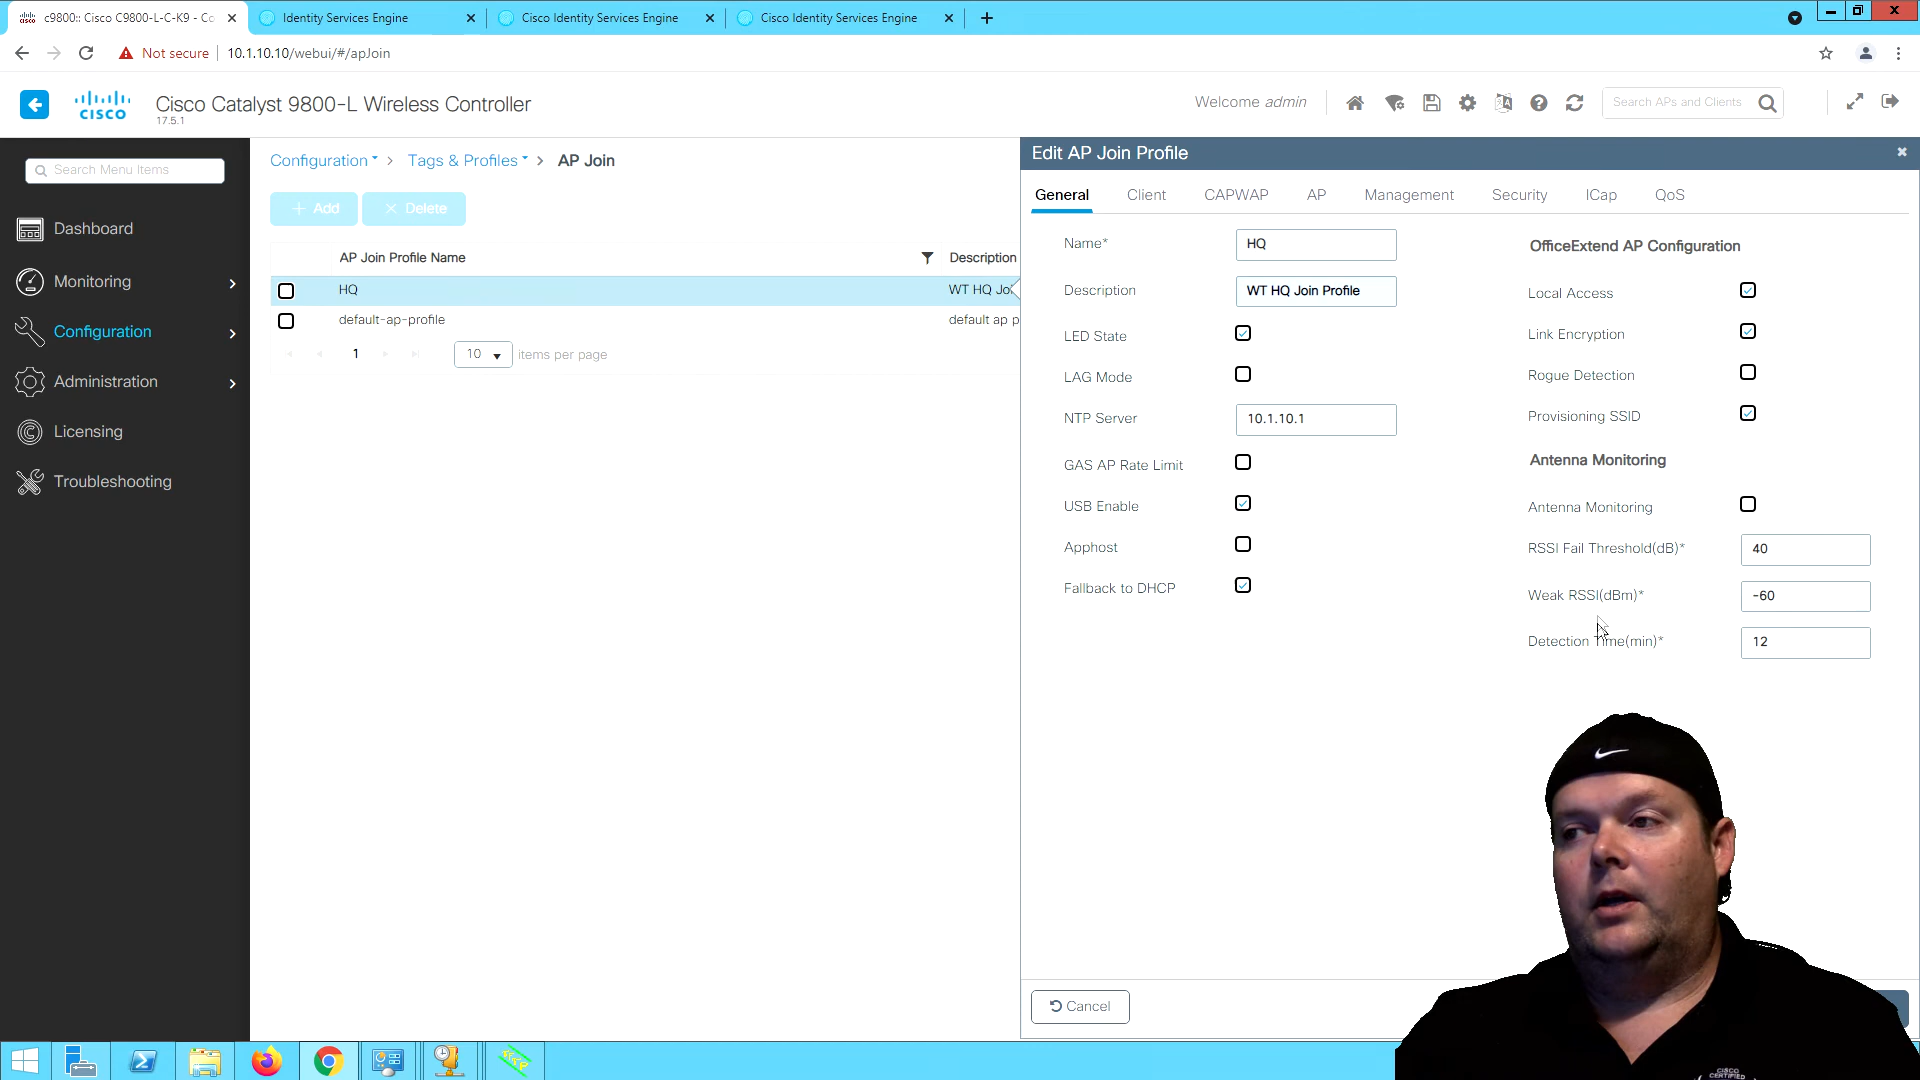 c9800:: Cisco C9800-L-C-K9 - Co
Identity Services Engine
Cisco Identity Services Engine
Cisco Identity Services Engine
Not secure
10.1.10.10/webui/#/apJoin
CISCO
Cisco Catalyst 9800-L Wireless Controller
17.5.1
Welcome admin
Search APs and Clients
Search Menu Items
Dashboard
Monitoring
Configuration
Administration
Licensing
Troubleshooting
Configuration > Tags & Profiles > AP Join
+ Add
× Delete
AP Join Profile Name
Description
HQ
WT HQ Joi
default-ap-profile
default ap p
1
10
items per page
Edit AP Join Profile
General
Client
CAPWAP
AP
Management
Security
ICap
QoS
Name*
HQ
Description
WT HQ Join Profile
LED State
LAG Mode
NTP Server
10.1.10.1
GAS AP Rate Limit
USB Enable
Apphost
Fallback to DHCP
OfficeExtend AP Configuration
Local Access
Link Encryption
Rogue Detection
Provisioning SSID
Antenna Monitoring
Antenna Monitoring
RSSI Fail Threshold(dB)*
40
Weak RSSI(dBm)*
-60
Detection Time(min)*
12
Cancel
CISCO
CERTIFIED